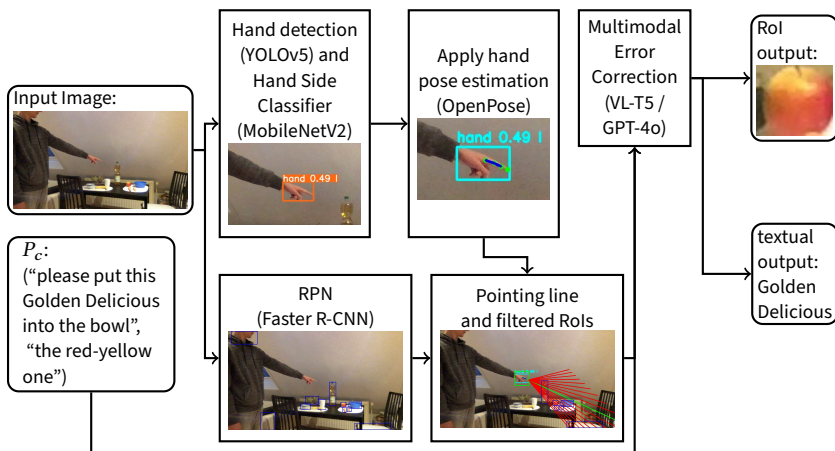 Input Image:
P_c:
(“please put this
Golden Delicious
into the bowl”,
“the red-yellow
one”)
Hand detection
(YOLOv5) and
Hand Side
Classifier
(MobileNetV2)
hand 0.49 l
RPN
(Faster R-CNN)
Apply hand
pose estimation
(OpenPose)
hand 0.49 l
Pointing line
and filtered RoIs
Multimodal
Error
Correction
(VL-T5 /
GPT-4o)
RoI
output:
textual
output:
Golden
Delicious